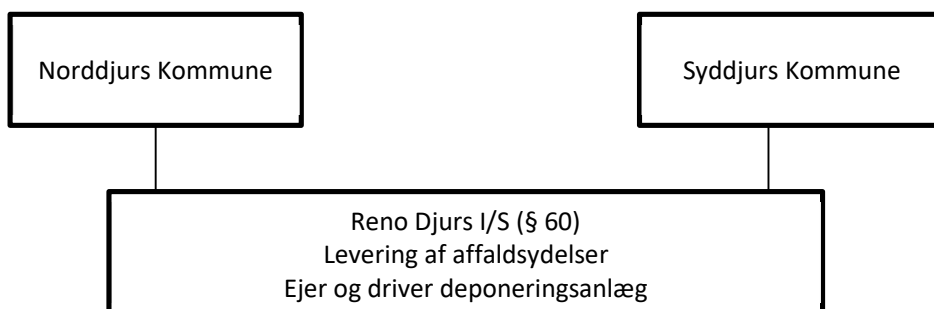 Norddjurs Kommune
Syddjurs Kommune
Reno Djurs I/S (§ 60)
Levering af affaldsydelser
Ejer og driver deponeringsanlæg